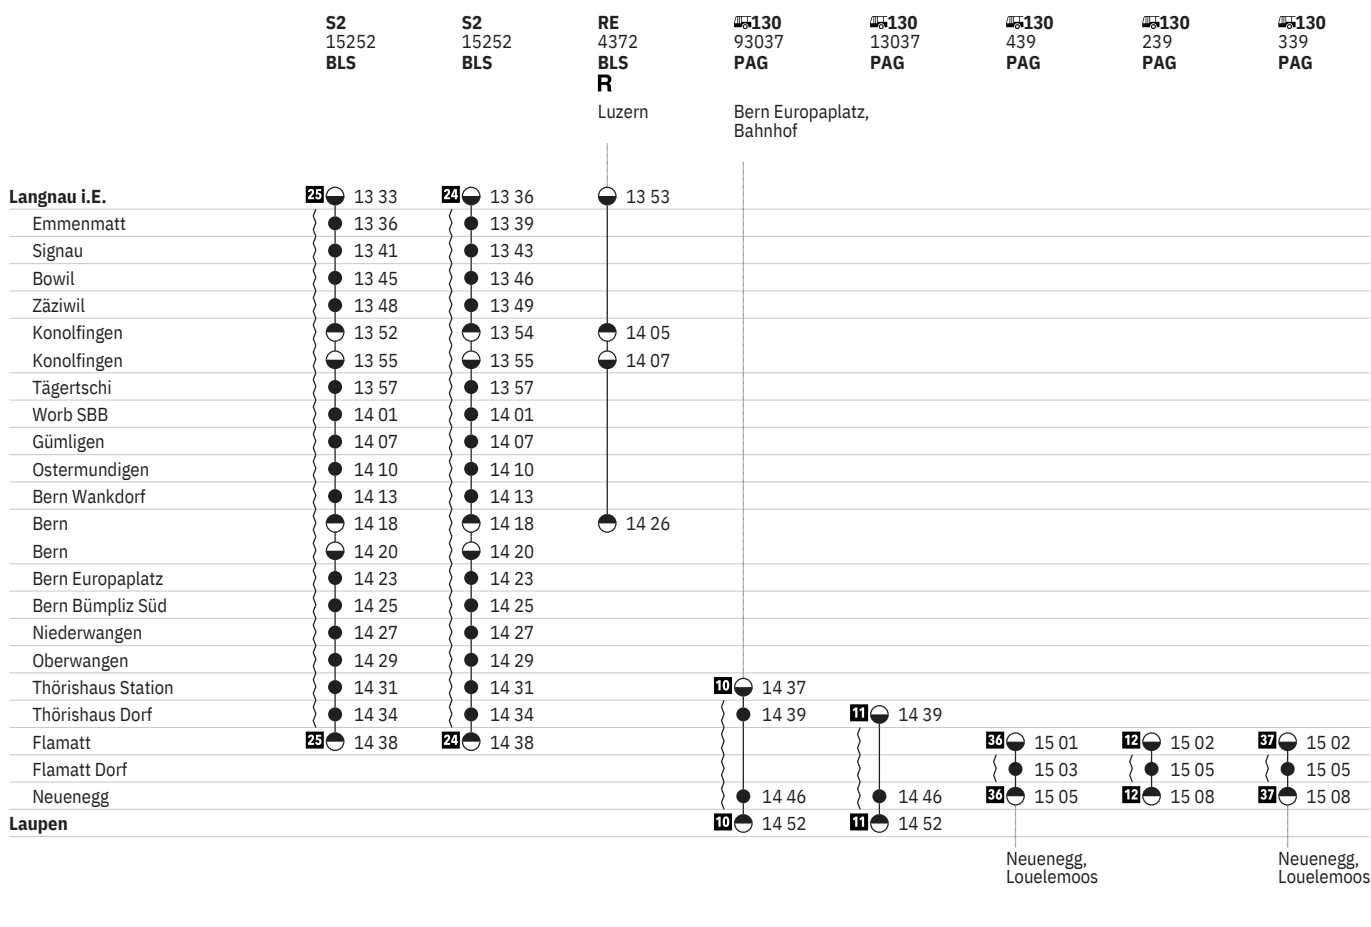 S2 S2 RE 130 130 130 130 130
15252 15252 4372 93037 13037 439 239 339
BLS BLS BLS PAG PAG PAG PAG PAG
R
Luzern Bern Europaplatz,
Bahnhof
Langnau i.E. 25 13 33 24 13 36 13 53
Emmenmatt 13 36 13 39
Signau 13 41 13 43
Bowil 13 45 13 46
Zäziwil 13 48 13 49
Konolfingen 13 52 13 54 14 05
Konolfingen 13 55 13 55 14 07
Tägertschi 13 57 13 57
Worb SBB 14 01 14 01
Gümligen 14 07 14 07
Ostermundigen 14 10 14 10
Bern Wankdorf 14 13 14 13
Bern 14 18 14 18 14 26
Bern 14 20 14 20
Bern Europaplatz 14 23 14 23
Bern Bümpliz Süd 14 25 14 25
Niederwangen 14 27 14 27
Oberwangen 14 29 14 29
Thörishaus Station 14 31 14 31 10 14 37
Thörishaus Dorf 14 34 14 34 14 39 11 14 39
Flamatt 25 14 38 24 14 38 36 15 01 12 15 02 37 15 02
Flamatt Dorf 15 03 15 05 15 05
Neuenegg 14 46 14 46 36 15 05 12 15 08 37 15 08
Laupen 10 14 52 11 14 52
Neuenegg, Neuenegg,
Louelemoos Louelemoos